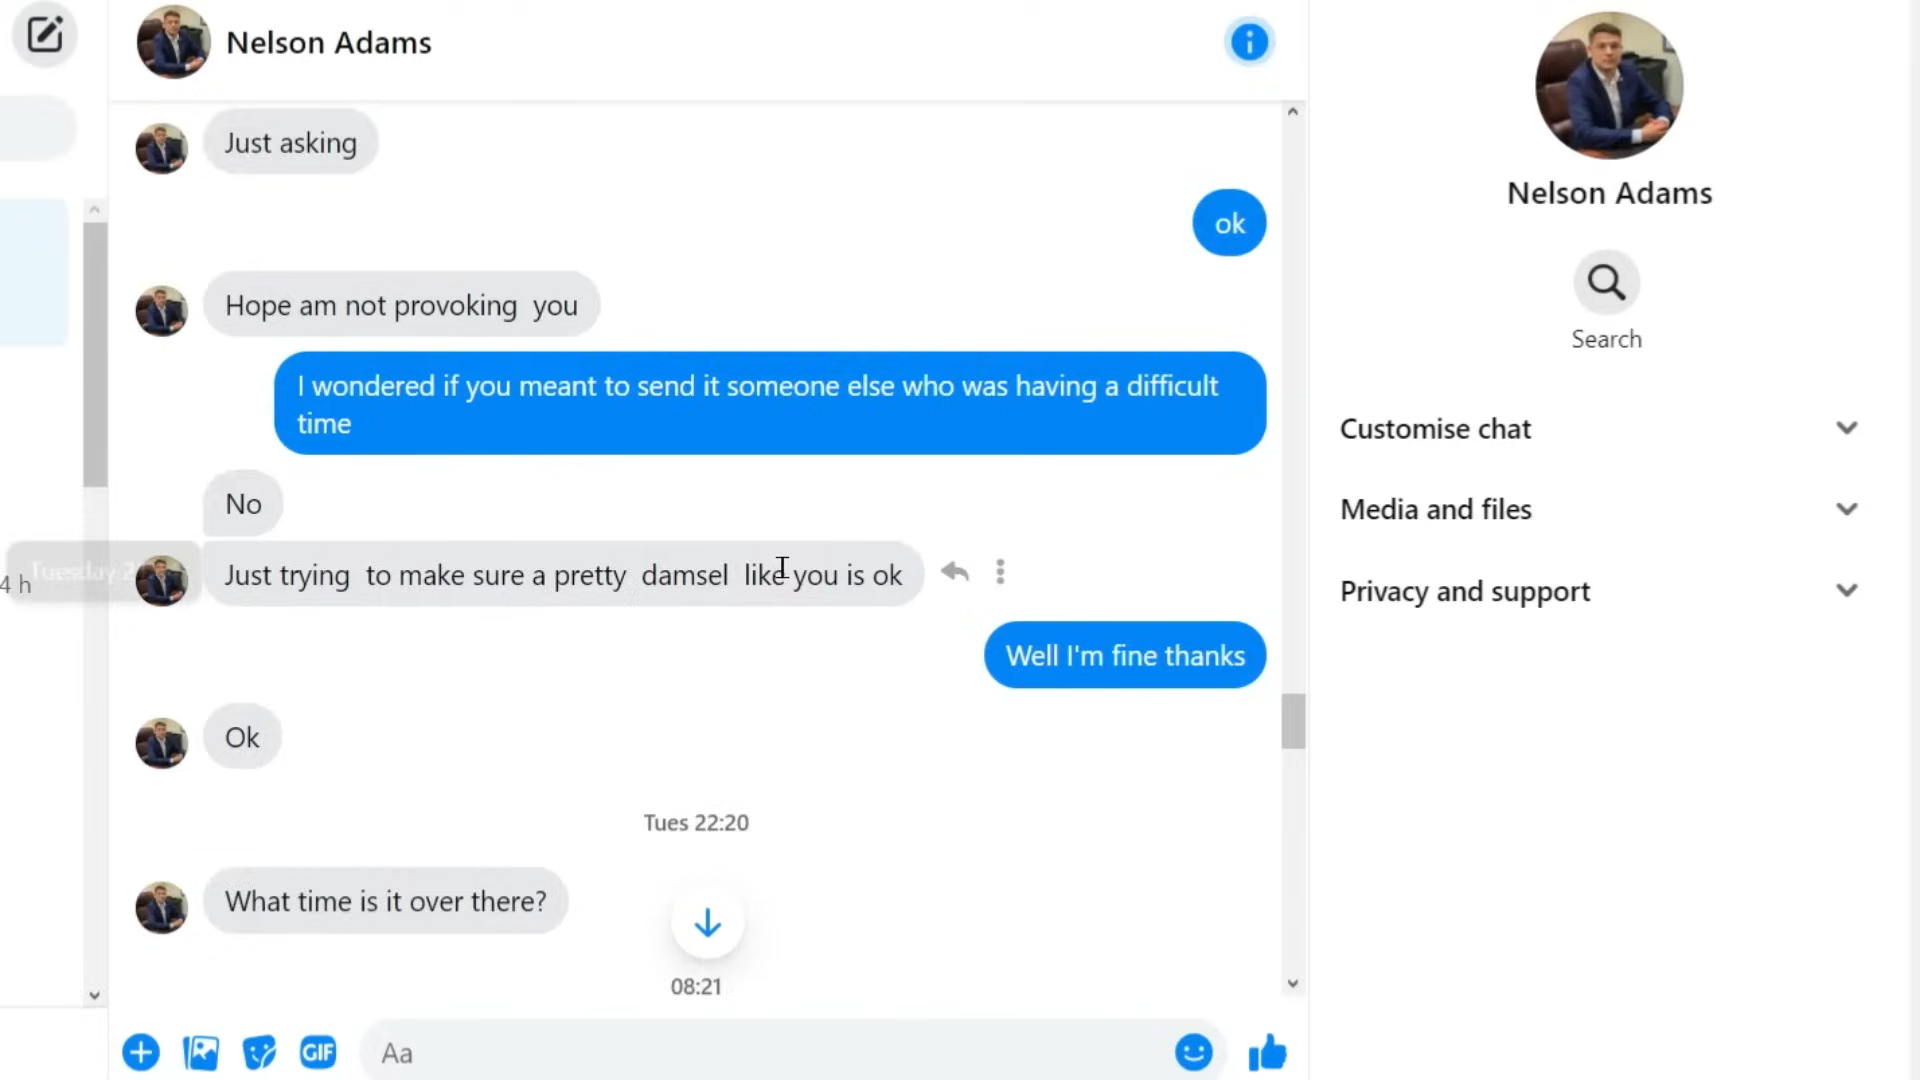 Nelson Adams
Just asking
ok
Hope am not provoking  you
I wondered if you meant to send it someone else who was having a difficult
time
No
Just trying  to make sure a pretty  damsel  like you is ok
Tuesday
4 h
Well I'm fine thanks
Ok
Tues 22:20
What time is it over there?
08:21
GIF
Aa
Nelson Adams
Search
Customise chat
Media and files
Privacy and support